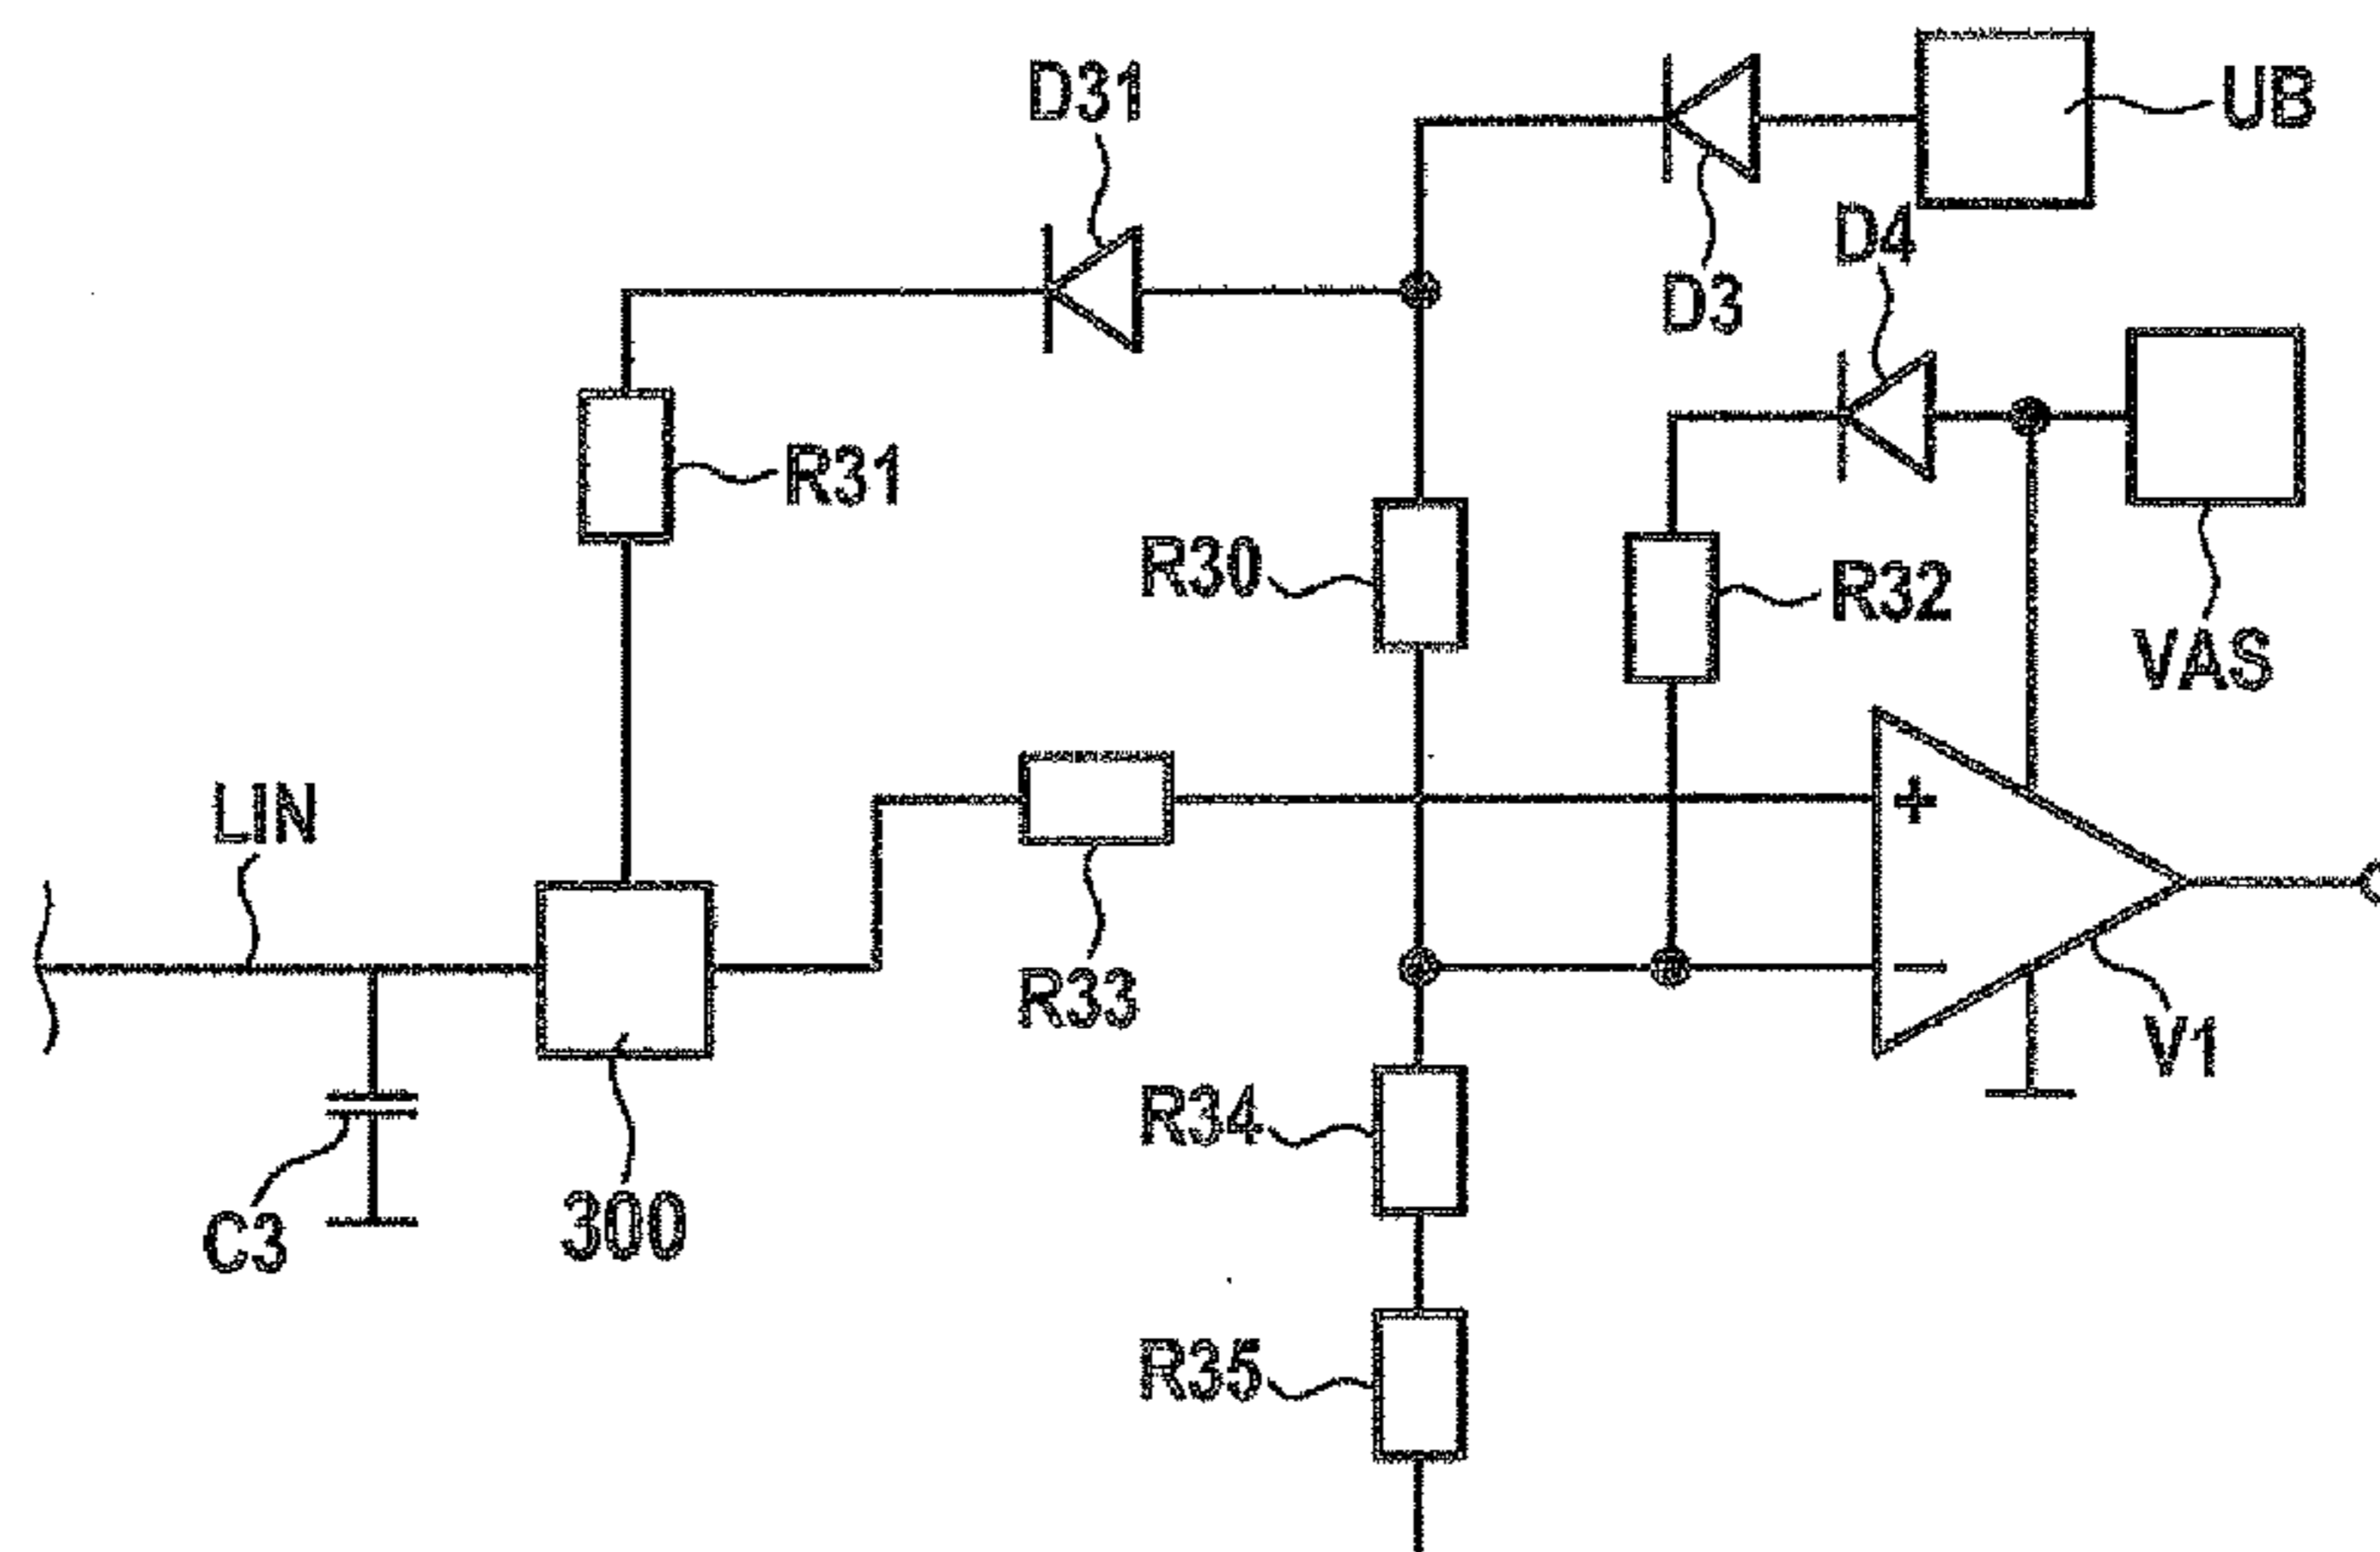 D31
UB
D4
D3
R31
R30
R32
VAS
LIN
+
R33
−
V1
R34
C3
300
R35